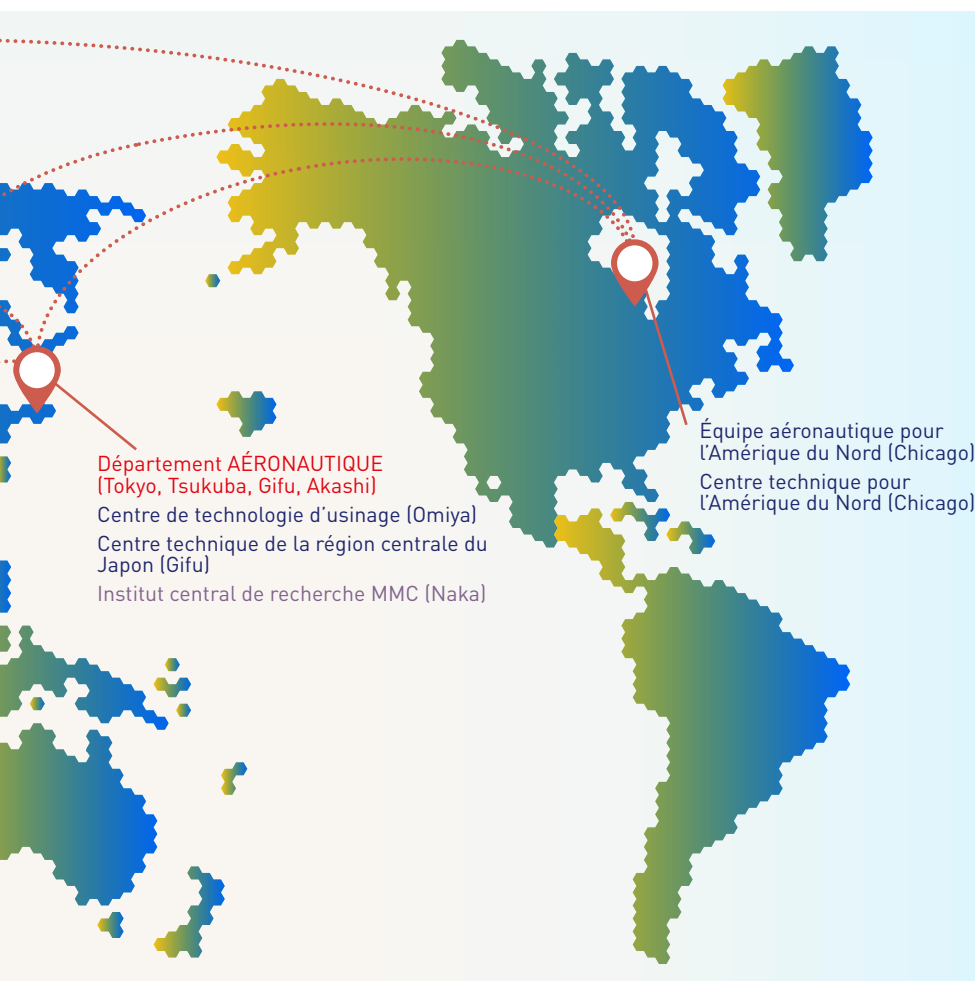 Département AÉRONAUTIQUE
(Tokyo, Tsukuba, Gifu, Akashi)
Centre de technologie d’usinage (Omiya)
Centre technique de la région centrale du
Japon (Gifu)
Institut central de recherche MMC (Naka)
Équipe aéronautique pour
l’Amérique du Nord (Chicago)
Centre technique pour
l’Amérique du Nord (Chicago)